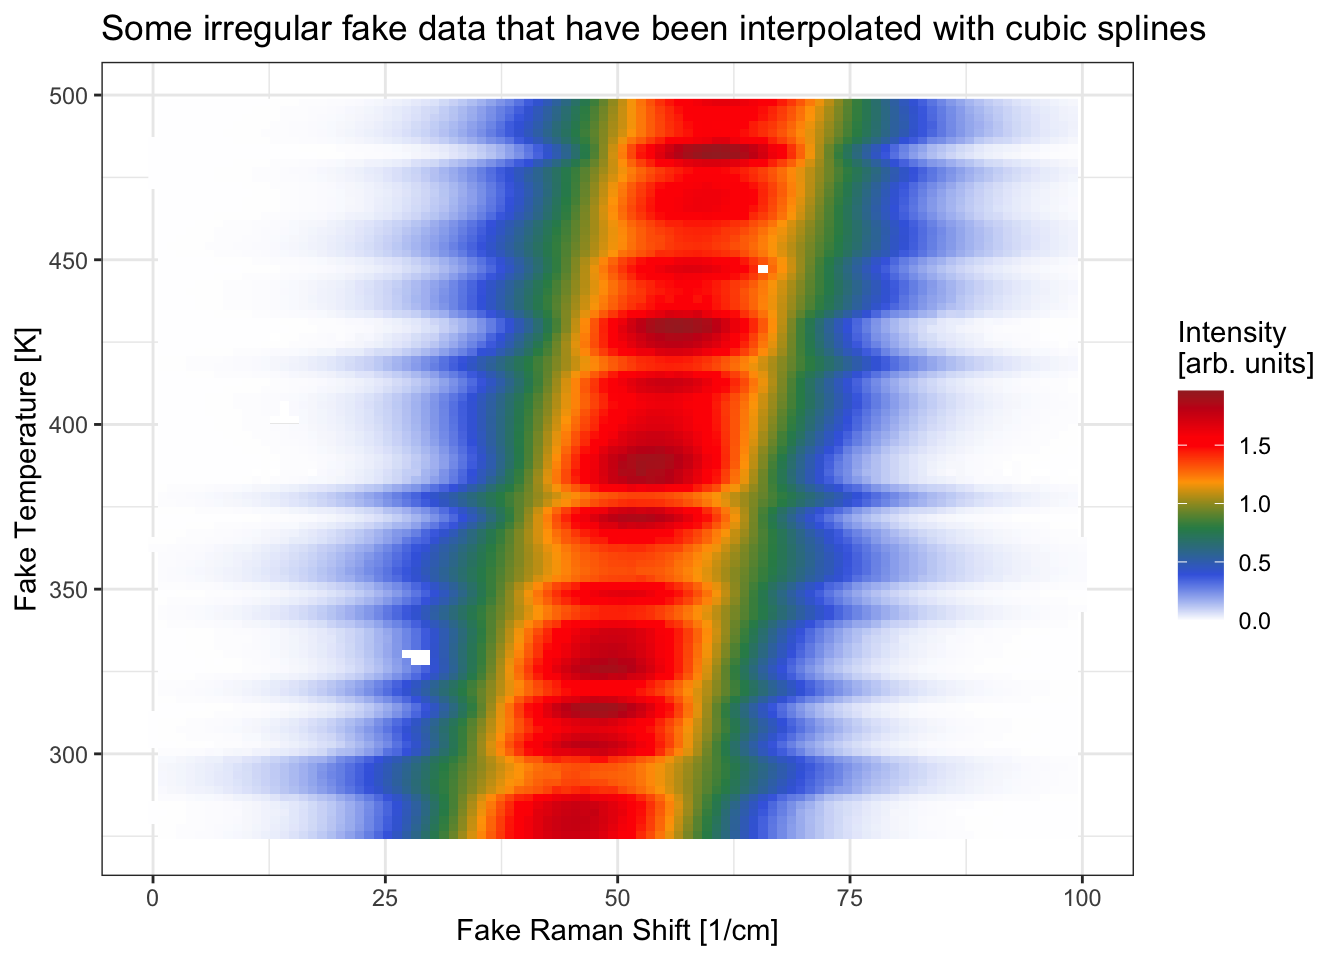 Some irregular fake data that have been interpolated with cubic splines
500
450
400
350
300
Fake Temperature [K]
0 25 50 75 100
Fake Raman Shift [1/cm]
Intensity
[arb. units]
1.5
1.0
0.5
0.0